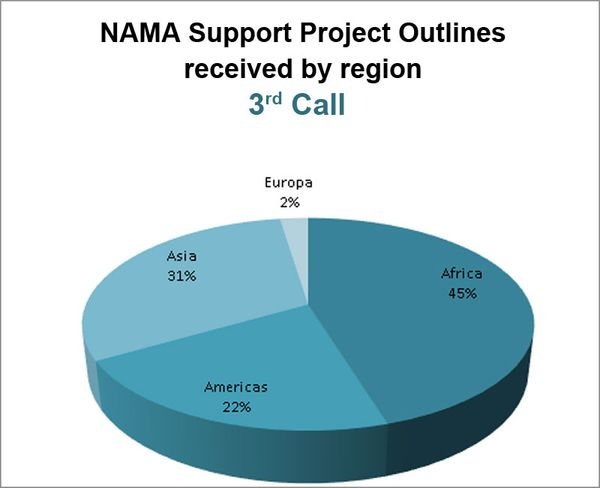 NAMA Support Project Outlines
received by region
3rd Call
Europa
2%
Asia
31%
Africa
45%
Americas
22%